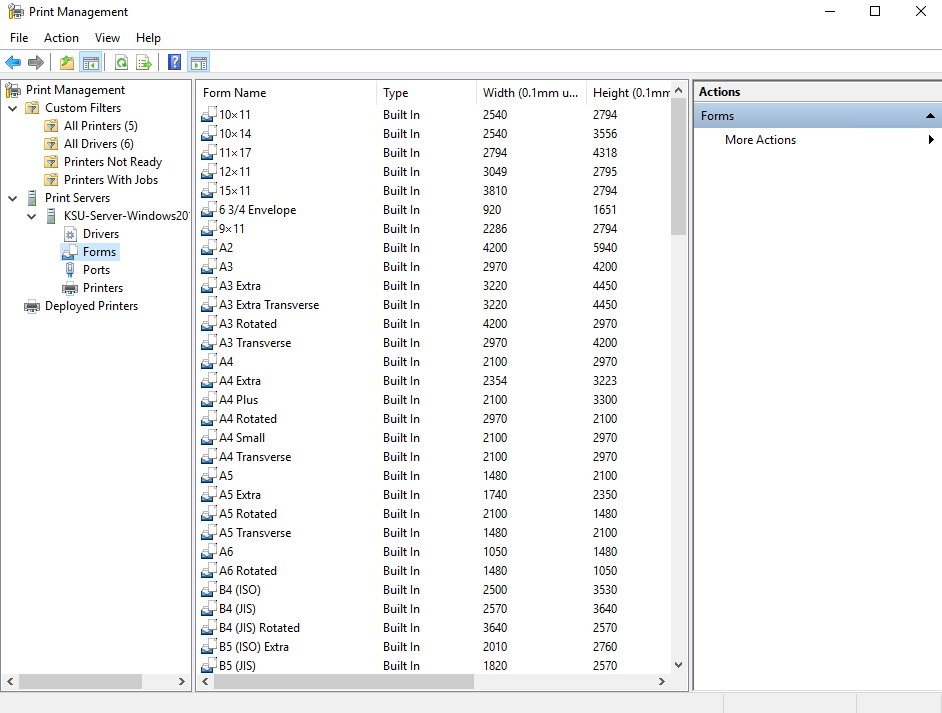 Print Management
File Action View Help
Print Management
Custom Filters
All Printers (5)
All Drivers (6)
Printers Not Ready
Printers With Jobs
Print Servers
KSU-Server-Windows20
Drivers
Forms
Ports
Printers
Deployed Printers
Form Name Type Width (0.1mm u... Height (0.1mm
10×11 Built In 2540 2794
10×14 Built In 2540 3556
11×17 Built In 2794 4318
12×11 Built In 3049 2795
15×11 Built In 3810 2794
6 3/4 Envelope Built In 920 1651
9×11 Built In 2286 2794
A2 Built In 4200 5940
A3 Built In 2970 4200
A3 Extra Built In 3220 4450
A3 Extra Transverse Built In 3220 4450
A3 Rotated Built In 4200 2970
A3 Transverse Built In 2970 4200
A4 Built In 2100 2970
A4 Extra Built In 2354 3223
A4 Plus Built In 2100 3300
A4 Rotated Built In 2970 2100
A4 Small Built In 2100 2970
A4 Transverse Built In 2100 2970
A5 Built In 1480 2100
A5 Extra Built In 1740 2350
A5 Rotated Built In 2100 1480
A5 Transverse Built In 1480 2100
A6 Built In 1050 1480
A6 Rotated Built In 1480 1050
B4 (ISO) Built In 2500 3530
B4 (JIS) Built In 2570 3640
B4 (JIS) Rotated Built In 3640 2570
B5 (ISO) Extra Built In 2010 2760
B5 (JIS) Built In 1820 2570
Actions
Forms
More Actions